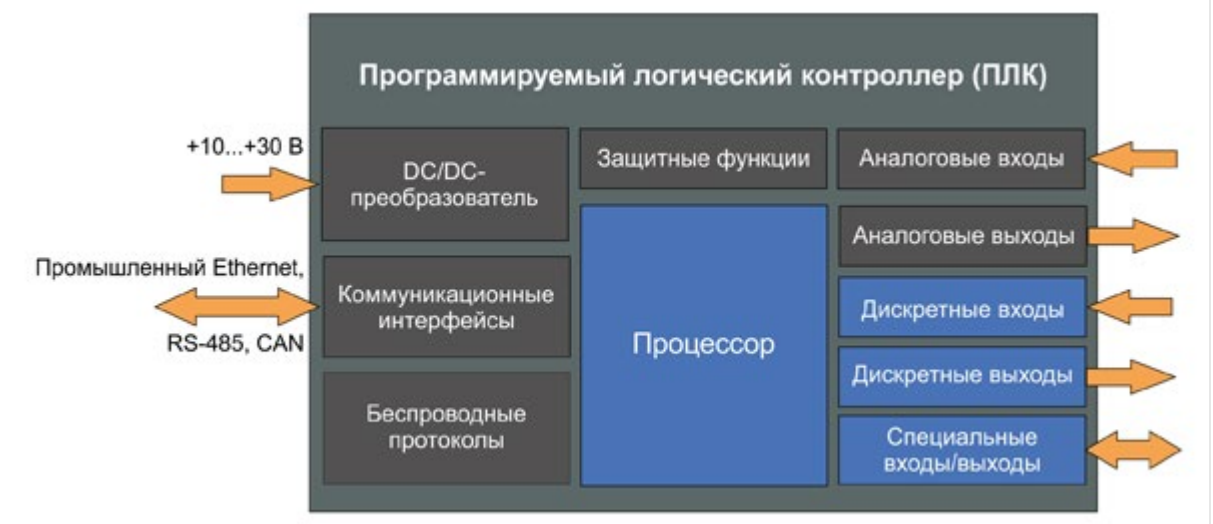 Программируемый логический контроллер (ПЛК)
+10...+30 В
DC/DC-
преобразователь
Промышленный Ethernet,
RS-485, CAN
Коммуникационные
интерфейсы
Беспроводные
протоколы
Защитные функции
Процессор
Аналоговые входы
Аналоговые выходы
Дискретные входы
Дискретные выходы
Специальные
входы/выходы